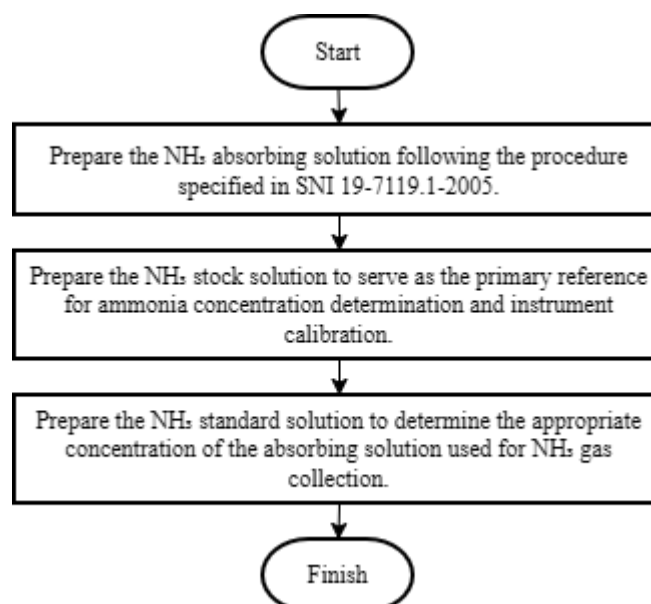 Start
Prepare the NH₃ absorbing solution following the procedure
specified in SNI 19-7119.1-2005.
Prepare the NH₃ stock solution to serve as the primary reference
for ammonia concentration determination and instrument
calibration.
Prepare the NH₃ standard solution to determine the appropriate
concentration of the absorbing solution used for NH₃ gas
collection.
Finish